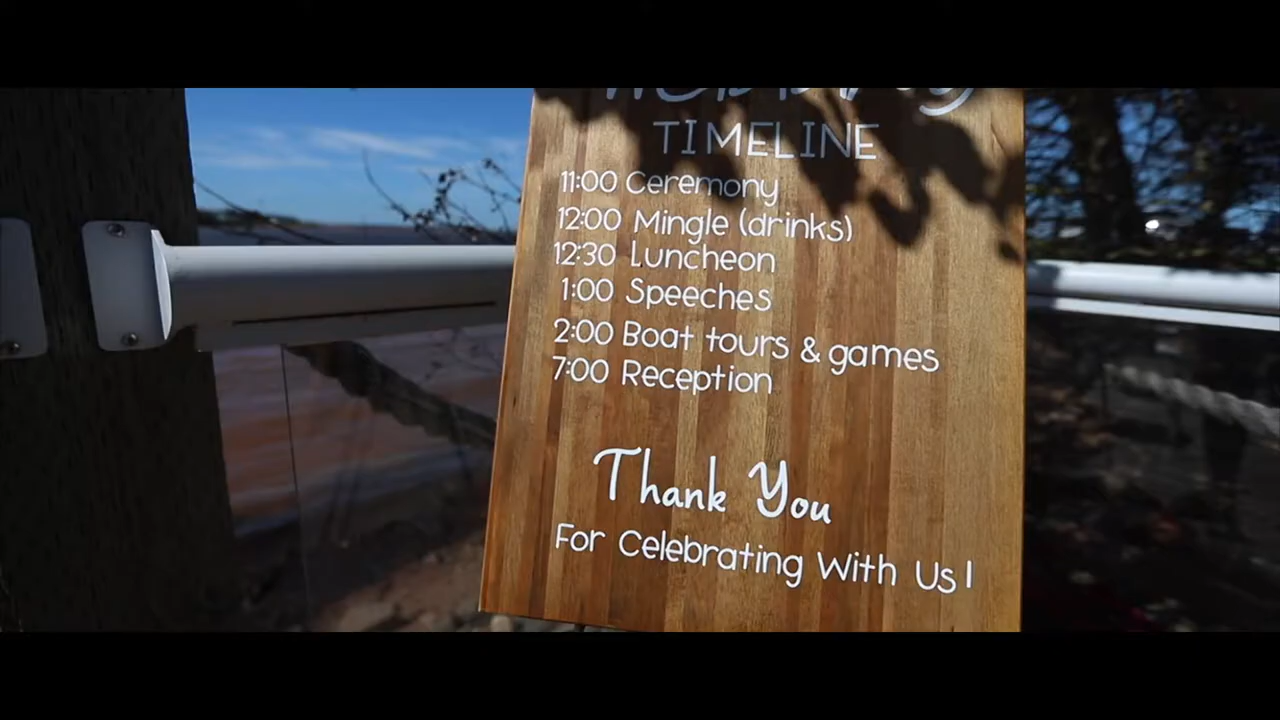 TIMELINE
11:00 Ceremony
12:00 Mingle (drinks)
12:30 Luncheon
1:00 Speeches
2:00 Boat tours & games
7:00 Reception
Thank You
For Celebrating With Us!